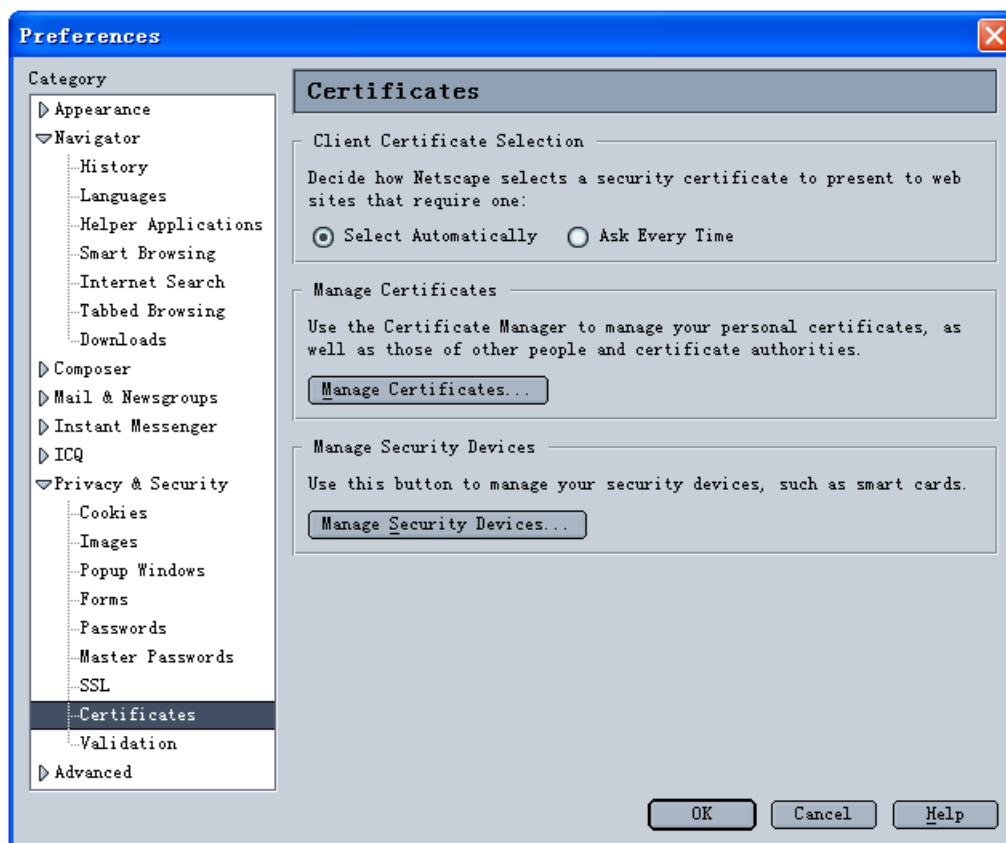 Preferences
Category
Appearance
Navigator
History
Languages
Helper Applications
Smart Browsing
Internet Search
Tabbed Browsing
Downloads
Composer
Mail & Newsgroups
Instant Messenger
ICQ
Privacy & Security
Cookies
Images
Popup Windows
Forms
Passwords
Master Passwords
SSL
Certificates
Validation
Advanced
Certificates
Client Certificate Selection
Decide how Netscape selects a security certificate to present to web
sites that require one:
Select Automatically Ask Every Time
Manage Certificates
Use the Certificate Manager to manage your personal certificates, as
well as those of other people and certificate authorities.
Manage Certificates...
Manage Security Devices
Use this button to manage your security devices, such as smart cards.
Manage Security Devices...
OK Cancel Help